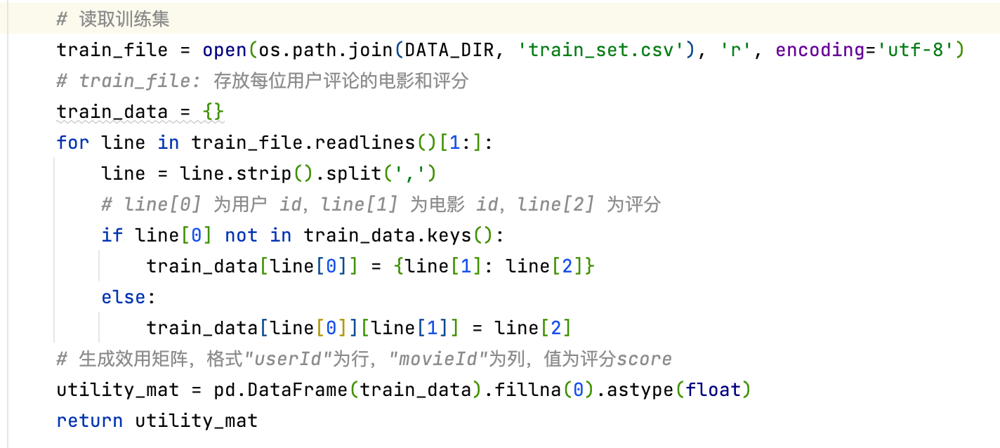 # 读取训练集
train_file = open(os.path.join(DATA_DIR, 'train_set.csv'), 'r', encoding='utf-8')
# train_file: 存放每位用户评论的电影和评分
train_data = {}
for line in train_file.readlines()[1:]:
    line = line.strip().split(',')
    # line[0] 为用户 id，line[1] 为电影 id，line[2] 为评分
    if line[0] not in train_data.keys():
        train_data[line[0]] = {line[1]: line[2]}
    else:
        train_data[line[0]][line[1]] = line[2]
# 生成效用矩阵，格式"userId"为行，"movieId"为列，值为评分score
utility_mat = pd.DataFrame(train_data).fillna(0).astype(float)
return utility_mat